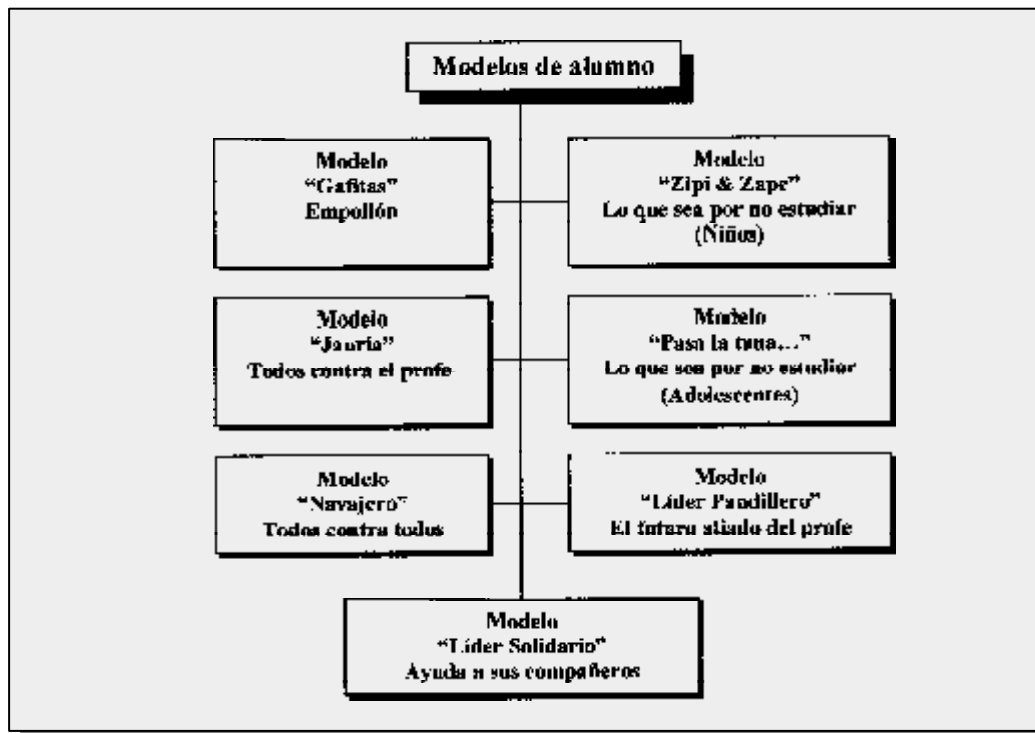 Modelos de alumno
Modelo
“Gafitas”
Empollón
Modelo
“Zipi & Zape”
Lo que sea por no estudiar
(Niños)
Modelo
“Jauría”
Todos contra el profe
Modelo
“Pasa la
Lo que sea por no estudiar
(Adolescentes)
Modelo
“Navajero”
Todos contra todos
Modelo
“Líder Pandillero”
El futuro aliado del profe
Modelo
“Líder Solidario”
Ayuda a sus compañeros